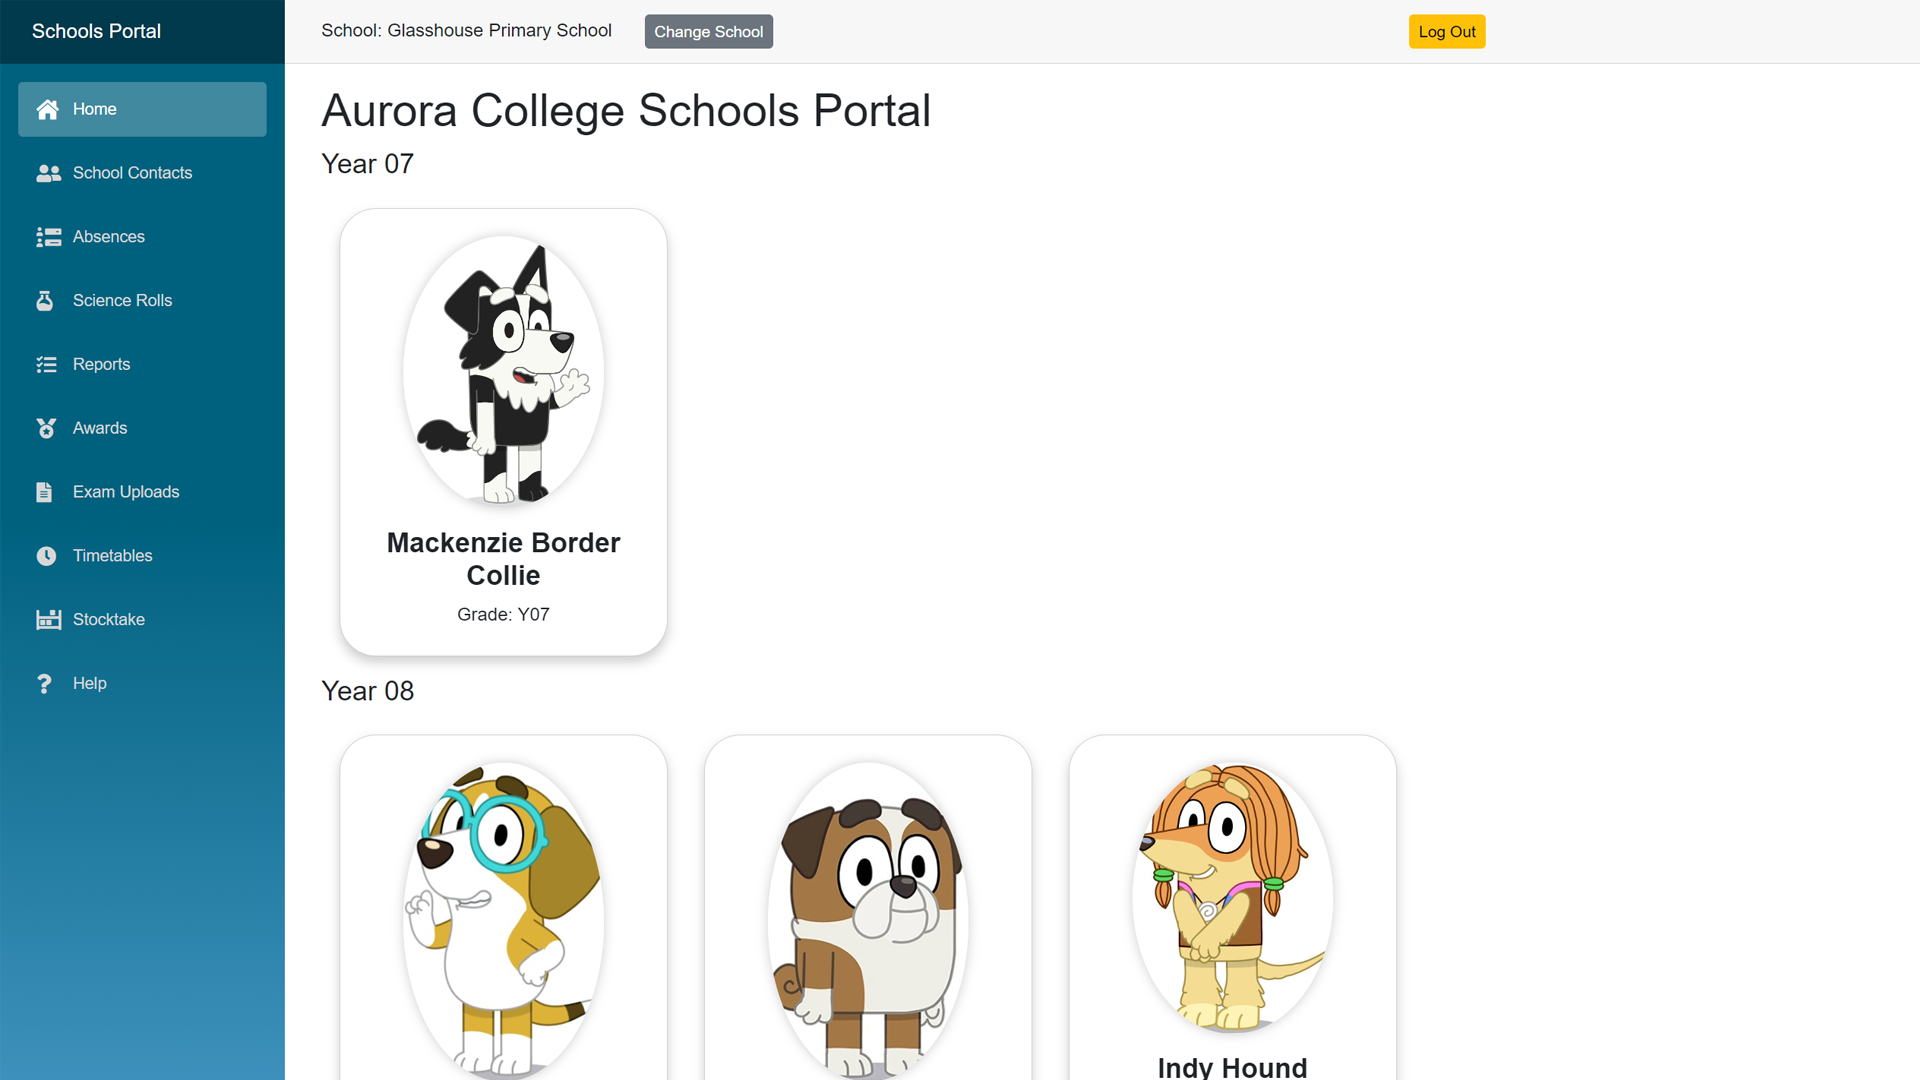 Schools Portal
School: Glasshouse Primary School
Change School
Log Out
Home
School Contacts
Absences
Science Rolls
Reports
Awards
Exam Uploads
Timetables
Stocktake
Help
Aurora College Schools Portal
Year 07
Mackenzie Border
Collie
Grade: Y07
Year 08
Indy Hound